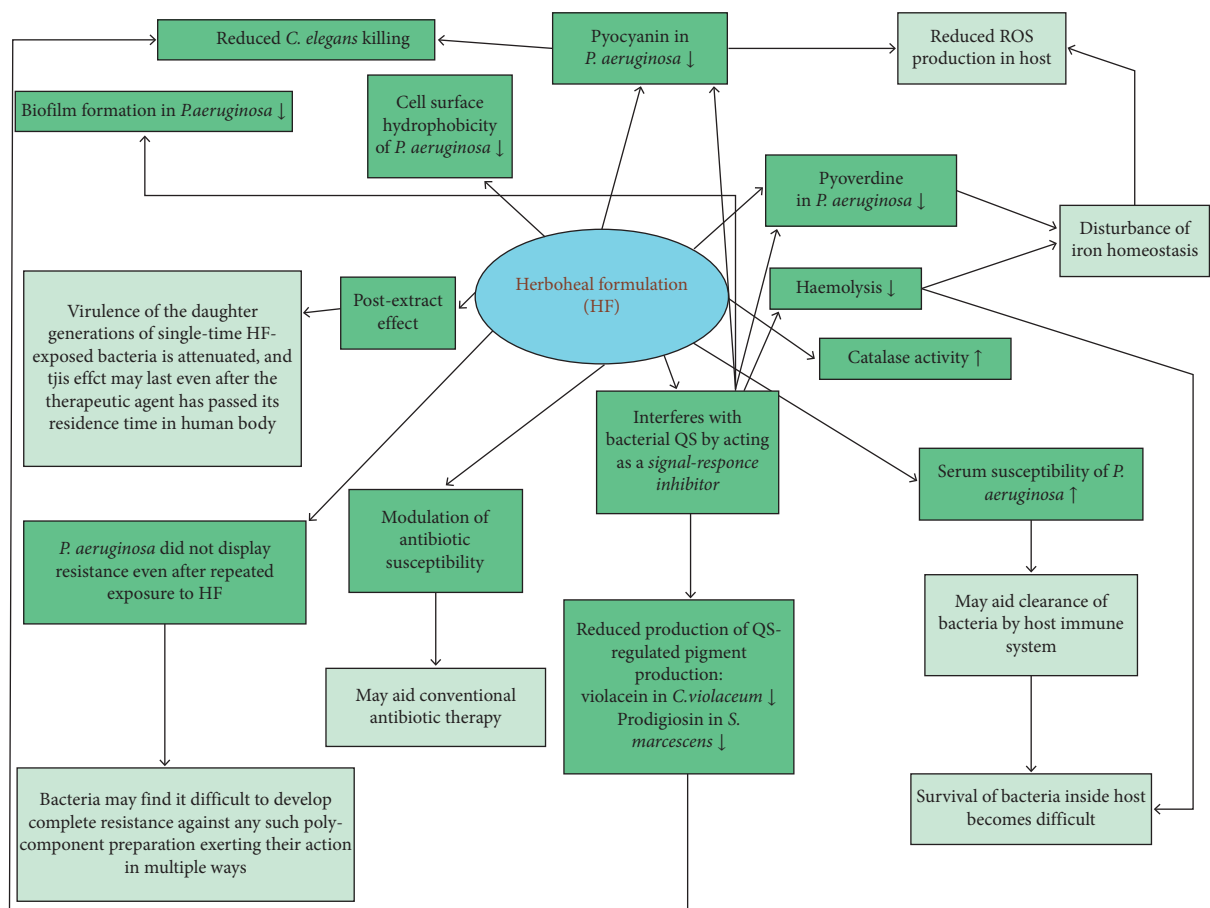 Reduced C. elegans killing
Pyocyanin in
P. aeruginosa ↓
Reduced ROS
production in host
Biofilm formation in P.aeruginosa ↓
Cell surface
hydrophobicity
of P. aeruginosa ↓
Pyoverdine
in P. aeruginosa ↓
Disturbance of
iron homeostasis
Herboheal formulation
(HF)
Haemolysis ↓
Post-extract
effect
Virulence of the daughter
generations of single-time HF-
exposed bacteria is attenuated, and
tjis effct may last even after the
therapeutic agent has passed its
residence time in human body
Catalase activity ↑
Interferes with
bacterial QS by acting
as a signal-responce
inhibitor
Serum susceptibility of P.
aeruginosa ↑
P. aeruginosa did not display
resistance even after repeated
exposure to HF
Modulation of
antibiotic
susceptibility
May aid clearance of
bacteria by host immune
system
Reduced production of QS-
regulated pigment
production:
violacein in C.violaceum ↓
Prodigiosin in S.
marcescens ↓
May aid conventional
antibiotic therapy
Bacteria may find it difficult to develop
complete resistance against any such poly-
component preparation exerting their action
in multiple ways
Survival of bacteria inside host
becomes difficult